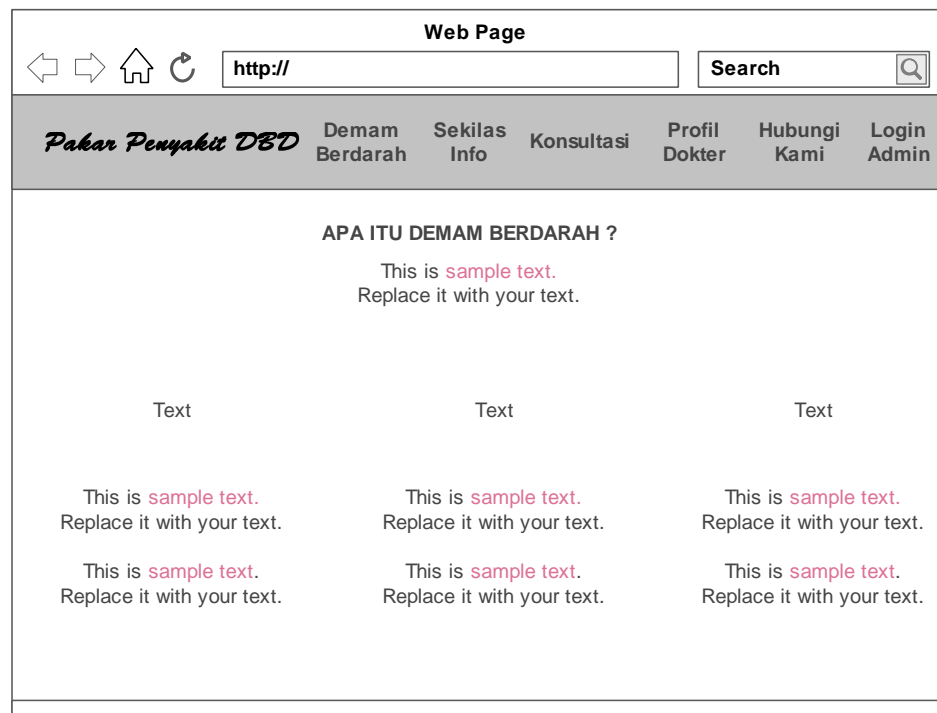 Web Page
http://
Search
Pakar Penyakit DBD
Demam
Berdarah
Sekilas
Info
Konsultasi
Profil
Dokter
Hubungi
Kami
Login
Admin
APA ITU DEMAM BERDARAH ?
This is sample text.
Replace it with your text.
Text
Text
Text
This is sample text.
Replace it with your text.
This is sample text.
Replace it with your text.
This is sample text.
Replace it with your text.
This is sample text.
Replace it with your text.
This is sample text.
Replace it with your text.
This is sample text.
Replace it with your text.